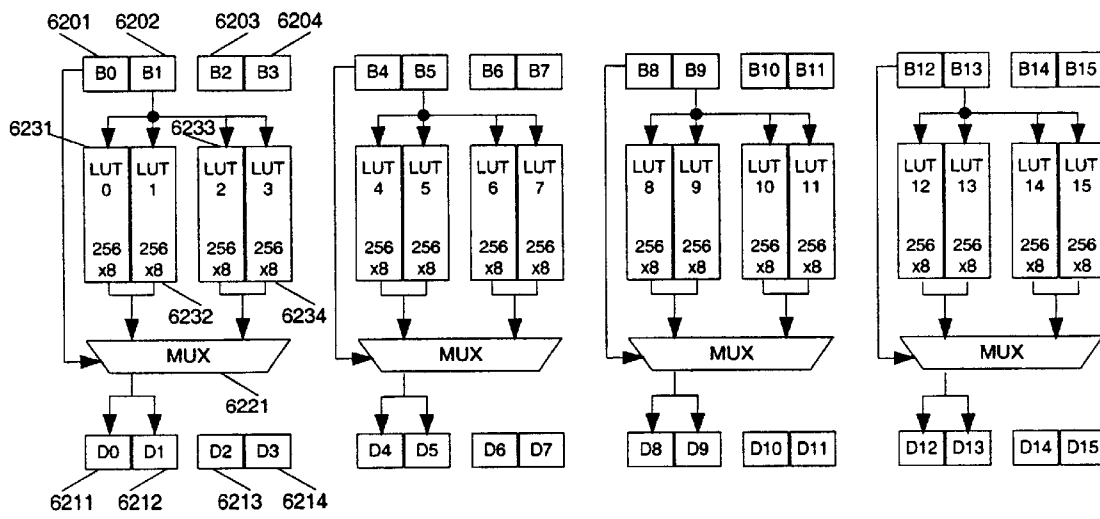 6201 6202 6203 6204
B0 B1 B2 B3 B4 B5 B6 B7 B8 B9 B10 B11 B12 B13 B14 B15
6231 6233
LUT LUT LUT LUT LUT LUT LUT LUT LUT LUT LUT LUT LUT LUT LUT LUT
0 1 2 3 4 5 6 7 8 9 10 11 12 13 14 15
256 256 256 256 256 256 256 256 256 256 256 256 256 256 256 256
x8 x8 x8 x8 x8 x8 x8 x8 x8 x8 x8 x8 x8 x8 x8 x8
6232 6234
MUX MUX MUX MUX
6221
D0 D1 D2 D3 D4 D5 D6 D7 D8 D9 D10 D11 D12 D13 D14 D15
6211 6212 6213 6214